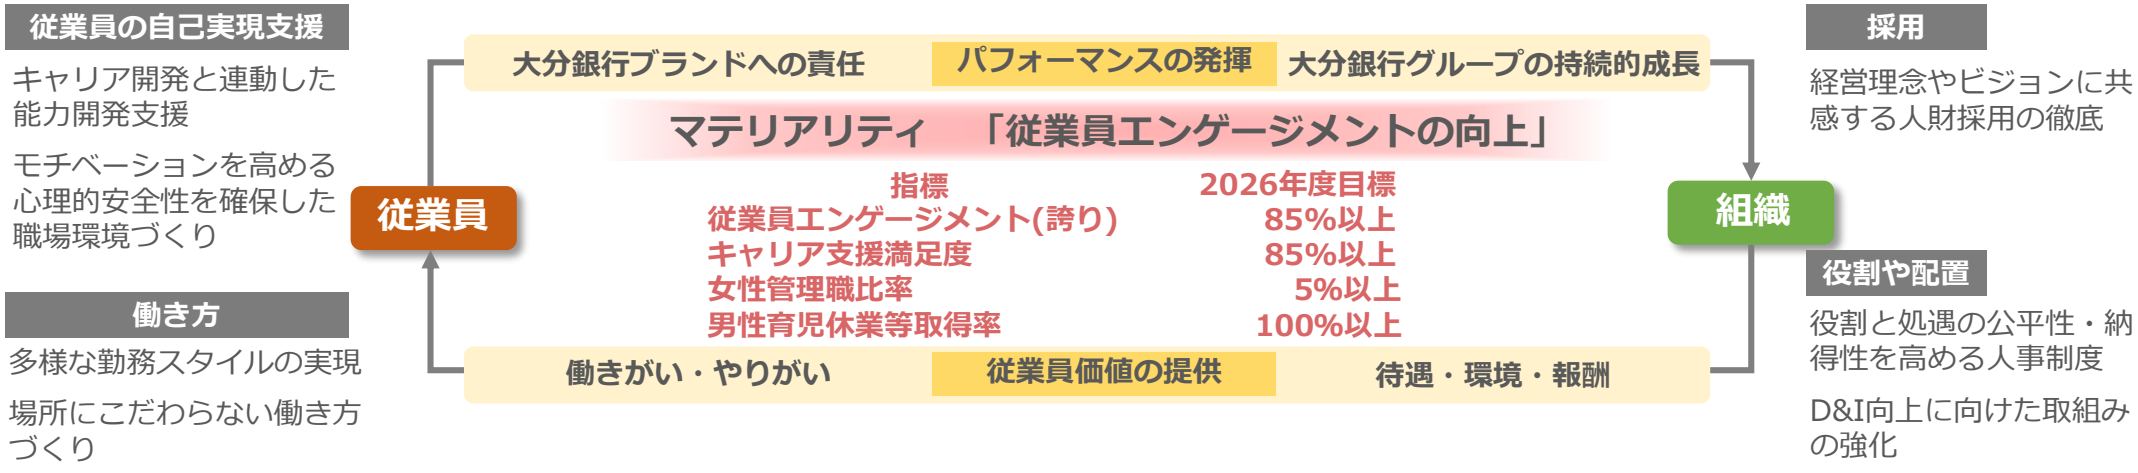 従業員の自己実現支援
キャリア開発と連動した
能力開発支援
モチベーションを高める
心理的安全性を確保した
職場環境づくり
働き方
多様な勤務スタイルの実現
場所にこだわらない働き方
づくり
従業員
大分銀行ブランドへの責任 パフォーマンスの発揮 大分銀行グループの持続的成長
マテリアリティ 「従業員エンゲージメントの向上」
指標 2026年度目標
従業員エンゲージメント(誇り) 85%以上
キャリア支援満足度 85%以上
女性管理職比率 5%以上
男性育児休業等取得率 100%以上
働きがい・やりがい 従業員価値の提供 待遇・環境・報酬
組織
採用
経営理念やビジョンに共
感する人財採用の徹底
役割や配置
役割と処遇の公平性・納
得性を高める人事制度
D&I向上に向けた取組み
の強化